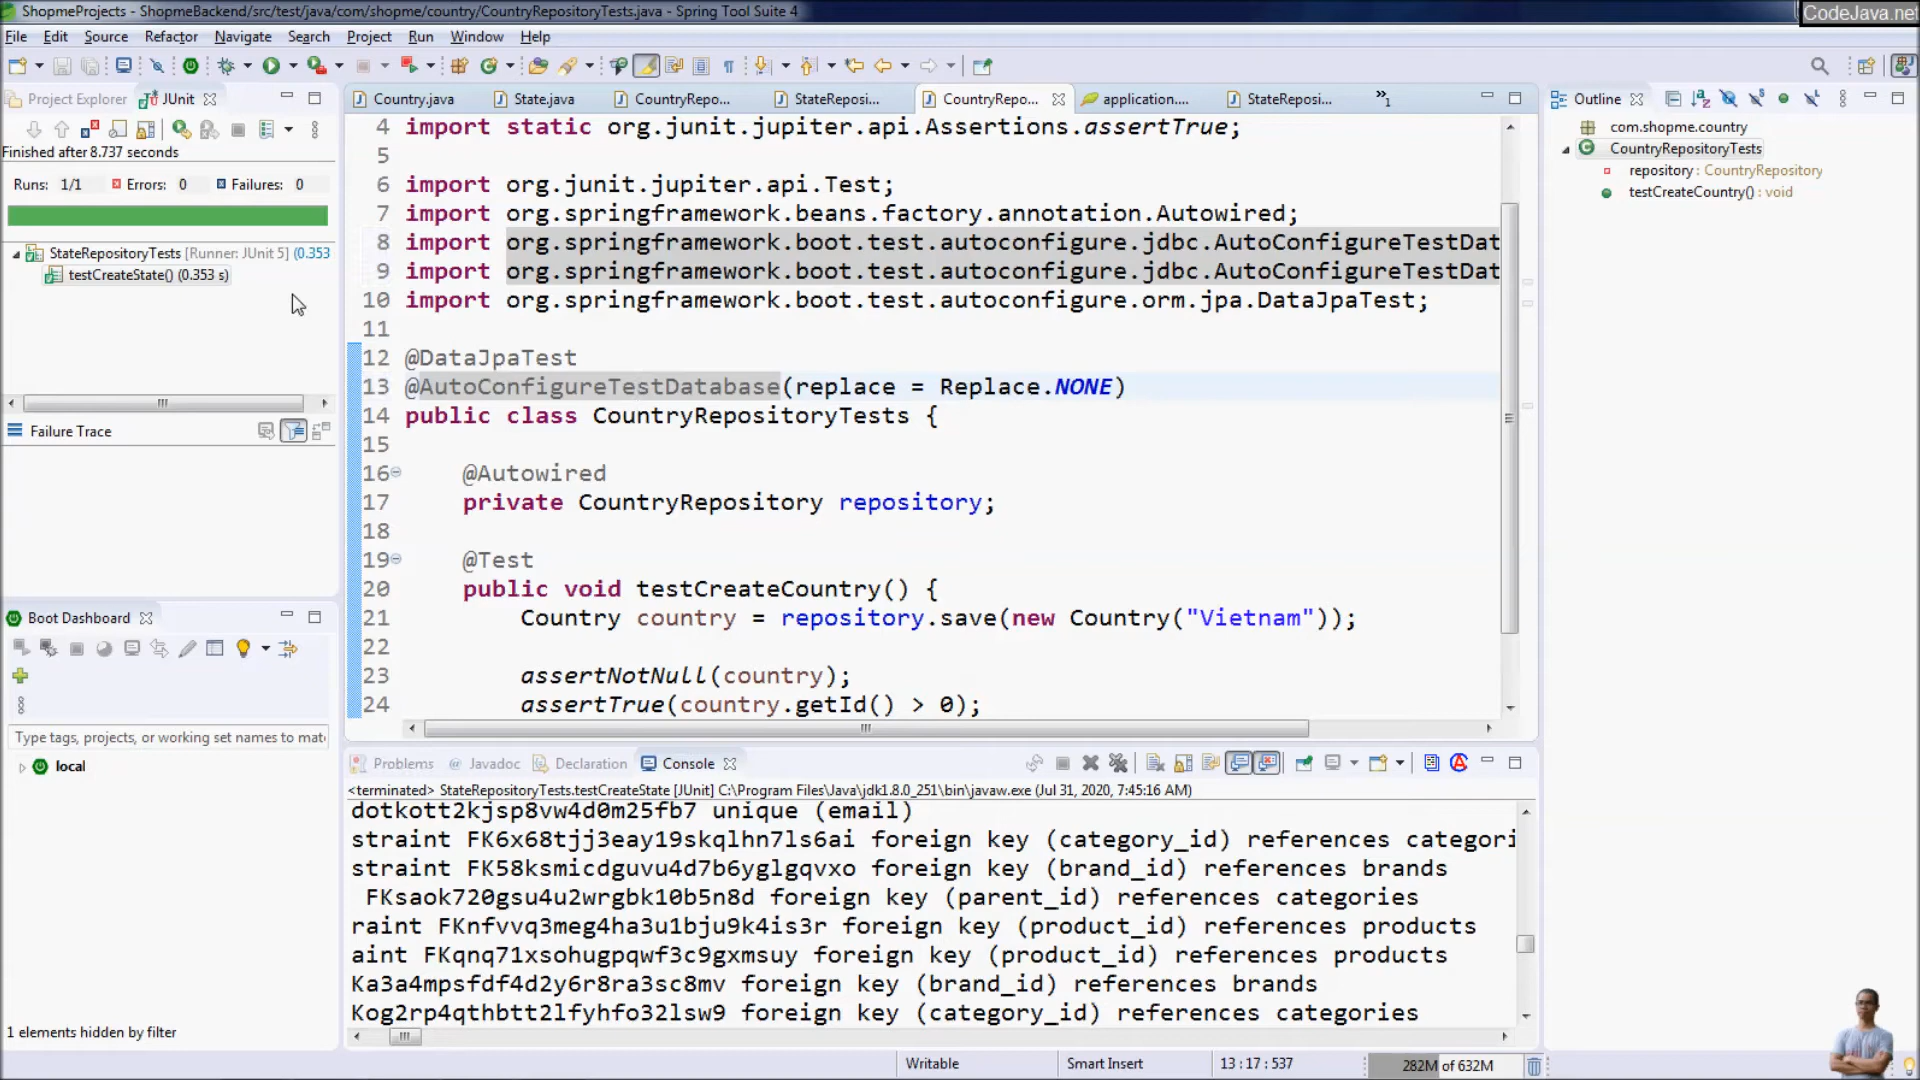 ShopmeProjects - ShopmeBackend/src/test/java/com/shopme/country/CountryRepositoryTests.java - Spring Tool Suite 4
CodeJava.net
File Edit Source Refactor Navigate Search Project Run Window Help
Project Explorer JUnit
Finished after 8.737 seconds
Runs: 1/1 Errors: 0 Failures: 0
StateRepositoryTests [Runner: JUnit 5] (0.353
testCreateState() (0.353 s)
Failure Trace
Boot Dashboard
Type tags, projects, or working set names to mat
local
1 elements hidden by filter
Country.java State.java CountryRepo... StateReposi... CountryRepo... application.... StateReposi... »1
4 import static org.junit.jupiter.api.Assertions.assertTrue;
5
6 import org.junit.jupiter.api.Test;
7 import org.springframework.beans.factory.annotation.Autowired;
8 import org.springframework.boot.test.autoconfigure.jdbc.AutoConfigureTestDat
9 import org.springframework.boot.test.autoconfigure.jdbc.AutoConfigureTestDat
10 import org.springframework.boot.test.autoconfigure.orm.jpa.DataJpaTest;
11
12 @DataJpaTest
13 @AutoConfigureTestDatabase(replace = Replace.NONE)
14 public class CountryRepositoryTests {
15
16 @Autowired
17 private CountryRepository repository;
18
19 @Test
20 public void testCreateCountry() {
21 Country country = repository.save(new Country("Vietnam"));
22
23 assertNotNull(country);
24 assertTrue(country.getId() > 0);
Problems Javadoc Declaration Console
<terminated> StateRepositoryTests.testCreateState [JUnit] C:\Program Files\Java\jdk1.8.0_251\bin\javaw.exe (Jul 31, 2020, 7:45:16 AM)
dotkott2kjsp8vw4d0m25fb7 unique (email)
straint FK6x68tjj3eay19skqlhn7ls6ai foreign key (category_id) references categori
straint FK58ksmicdguvu4d7b6yglgqvxo foreign key (brand_id) references brands
FKsaok720gsu4u2wrgbk10b5n8d foreign key (parent_id) references categories
raint FKnfvvq3meg4ha3u1bju9k4is3r foreign key (product_id) references products
aint FKqnq71xsohugpqwf3c9gxmsuy foreign key (product_id) references products
Ka3a4mpsfdf4d2y6r8ra3sc8mv foreign key (brand_id) references brands
Kog2rp4qthbtt2lfyhfo32lsw9 foreign key (category_id) references categories
Outline
com.shopme.country
CountryRepositoryTests
repository : CountryRepository
testCreateCountry() : void
Writable Smart Insert 13 : 17 : 537 282M of 632M